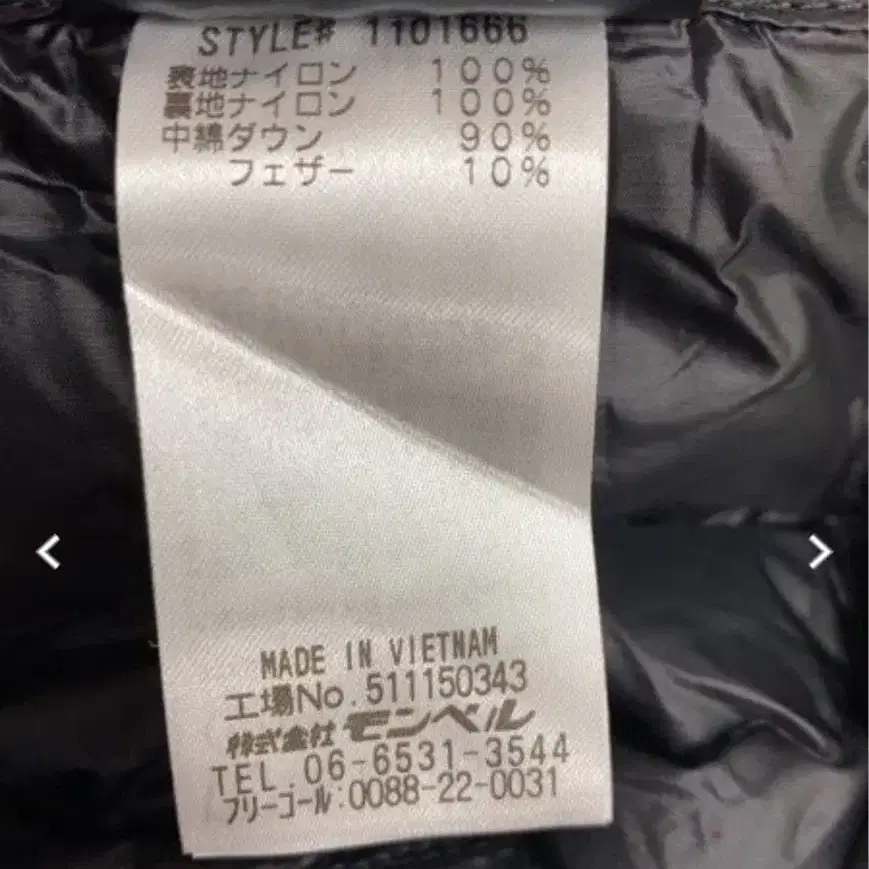 STYLE# 1101666
表地ナイロン 100%
裏地ナイロン 100%
中綿ダウン 90%
フェザー 10%
MADE IN VIETNAM
工場No.511150343
株式会社モンベル
TEL.06-6531-3544
フリーコール:0088-22-0031